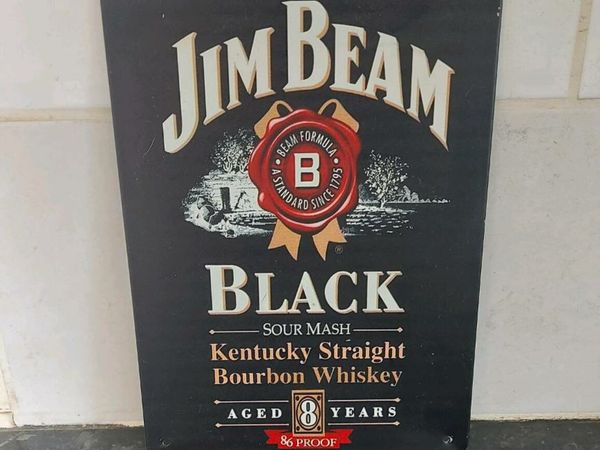 JIM BEAM
BEAM FORMULA
B
A STANDARD SINCE 1795
®
BLACK
SOUR MASH
Kentucky Straight
Bourbon Whiskey
AGED 8 YEARS
86 PROOF